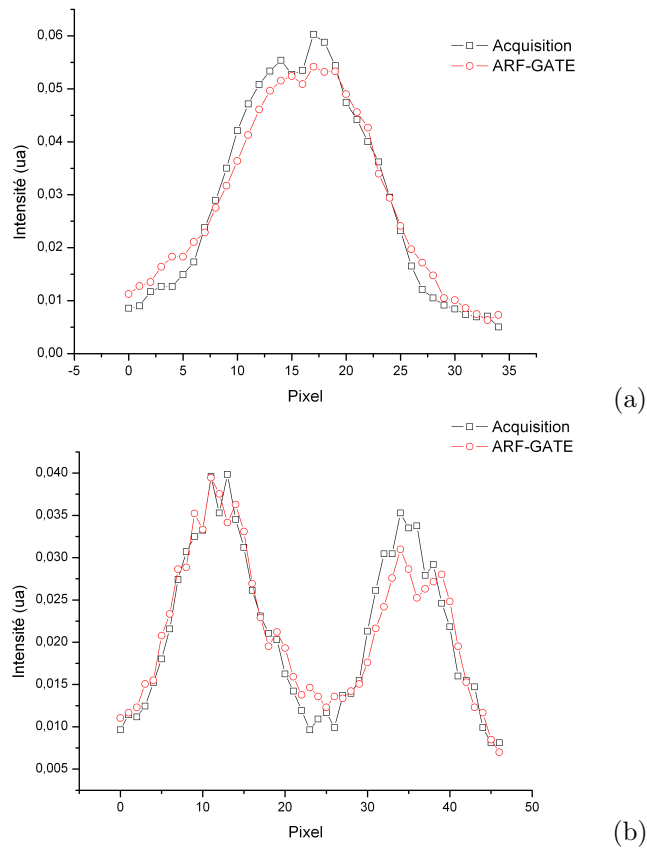 Acquisition
ARF-GATE
Intensité (ua)
0,06
0,05
0,04
0,03
0,02
0,01
0,00
-5 0 5 10 15 20 25 30 35
Pixel
(a)
Acquisition
ARF-GATE
Intensité (ua)
0,040
0,035
0,030
0,025
0,020
0,015
0,010
0,005
0 10 20 30 40 50
Pixel
(b)